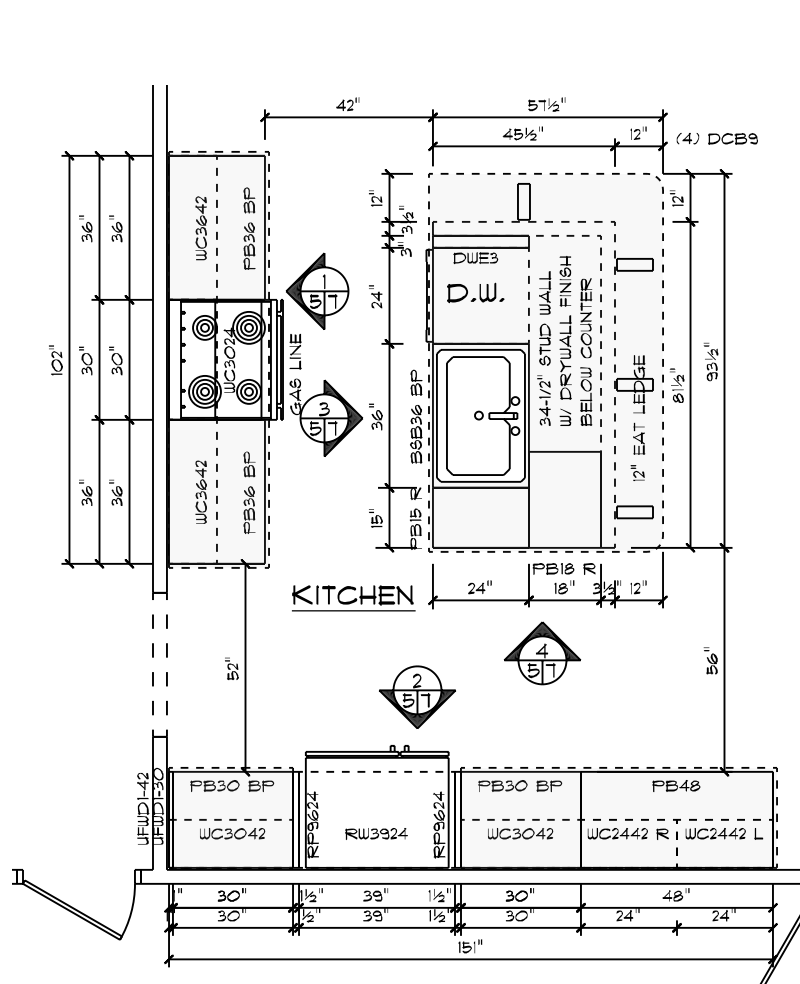 42"
57½"
45½"
12"
(4) DCB9
36"
36"
WC3642
PB36 BP
12"
3½"
3"
12"
DWE3
D.W.
1
5 7
24"
102"
30"
30"
WC3024
GAS LINE
34-1/2" STUD WALL
W/ DRYWALL FINISH
BELOW COUNTER
12" EAT LEDGE
81½"
93½"
3
5 7
36"
BSB36 BP
36"
36"
WC3642
PB36 BP
15"
PB15 R
PB18 R
24"
18"
3½"
12"
KITCHEN
52"
4
5 7
56"
2
5 7
UFWD1-42
UFWD1-30
PB30 BP
WC3042
RP9624
RW3924
RP9624
PB30 BP
WC3042
PB48
WC2442 R
WC2442 L
1"
30"
1½"
39"
1½"
30"
48"
30"
1½"
39"
1½"
30"
24"
24"
151"